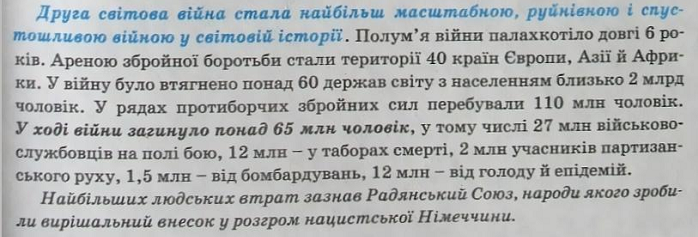 Друга світова війна стала найбільш масштабною, руйнівною і спус-
тошливою війною у світовій історії. Полум'я війни палахкотіло довгі 6 ро-
ків. Ареною збройної боротьби стали території 40 країн Європи, Азії й Афри-
ки. У війну було втягнено понад 60 держав світу з населенням близько 2 млрд
чоловік. У рядах протиборчих збройних сил перебували 110 млн чоловік.
У ході війни загинуло понад 65 млн чоловік, у тому числі 27 млн військово-
службовців на полі бою, 12 млн – у таборах смерті, 2 млн учасників партизан-
ського руху, 1,5 млн – від бомбардувань, 12 млн – від голоду й епідемій.
Найбільших людських втрат зазнав Радянський Союз, народи якого зроби-
ли вирішальний внесок у розгром нацистської Німеччини.